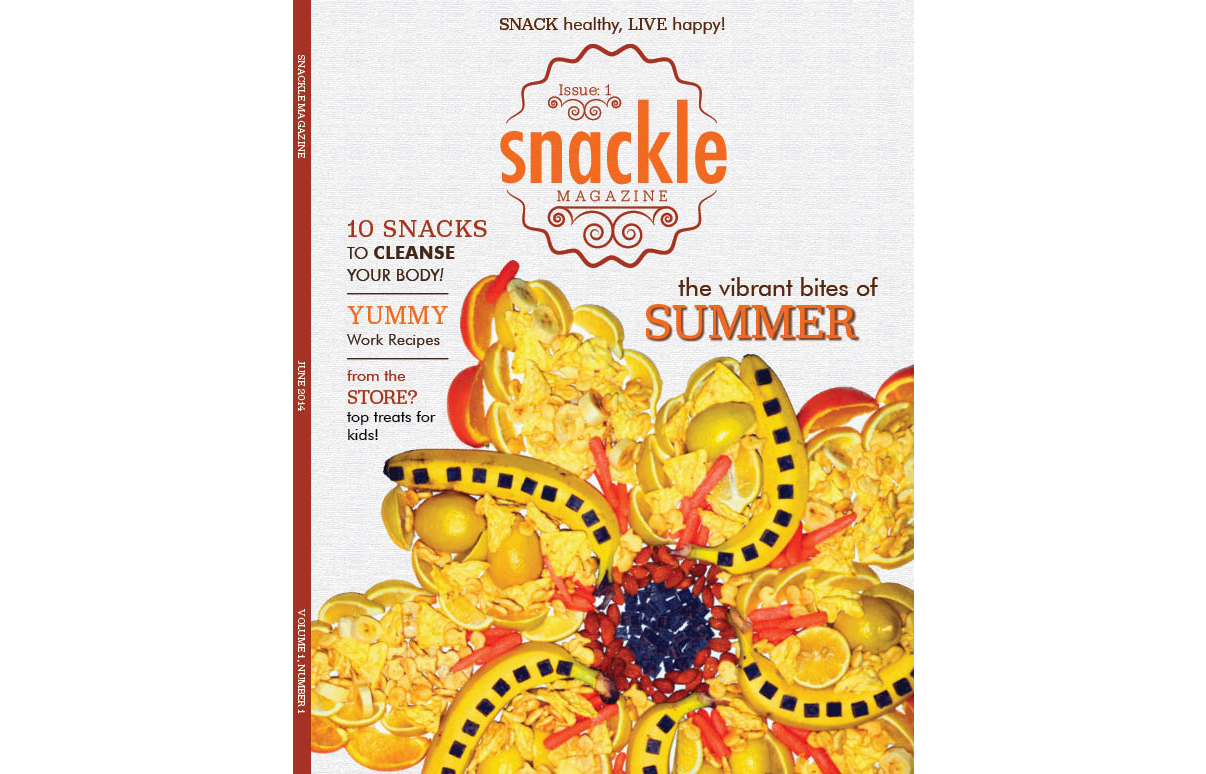 SNACK healthy, LIVE happy!
Issue: 1
snackle
MAGAZINE
10 SNACKS
TO CLEANSE
YOUR BODY!
YUMMY
Work Recipes
from the
STORE?
top treats for
kids!
the vibrant bites of
SUMMER
SNACKLE MAGAZINE
JUNE 2014
VOLUME 1, NUMBER 1